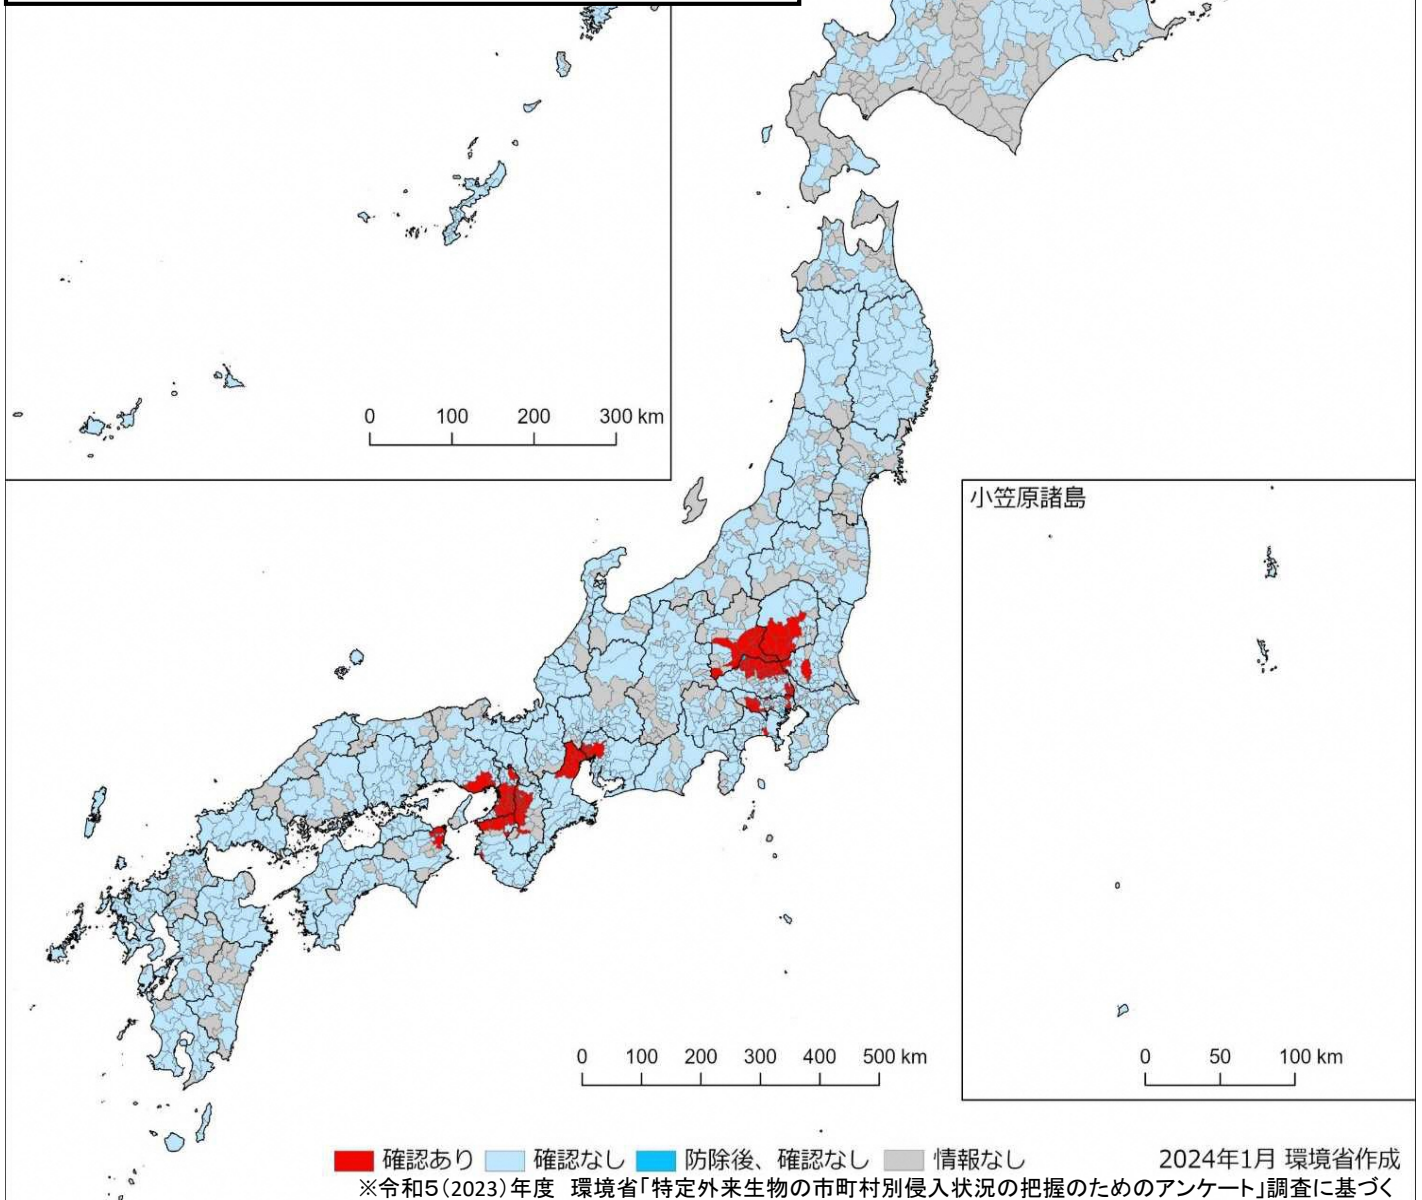 0 100 200 300 km
小笠原諸島
0 100 200 300 400 500 km
0 50 100 km
確認あり 確認なし 防除後、確認なし 情報なし 2024年1月 環境省作成
※令和5(2023)年度 環境省「特定外来生物の市町村別侵入状況の把握のためのアンケート」調査に基づく